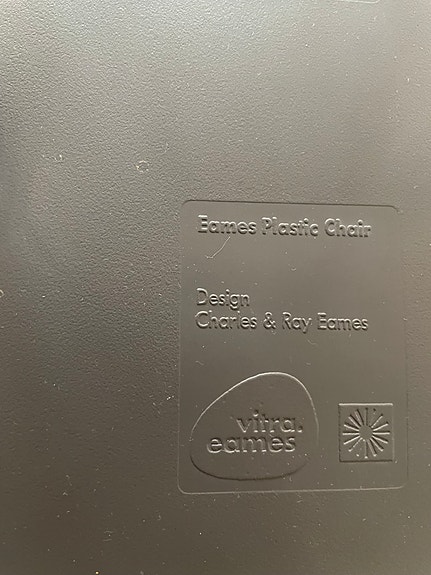 Eames Plastic Chair
Design
Charles & Ray Eames
vitra.
eames